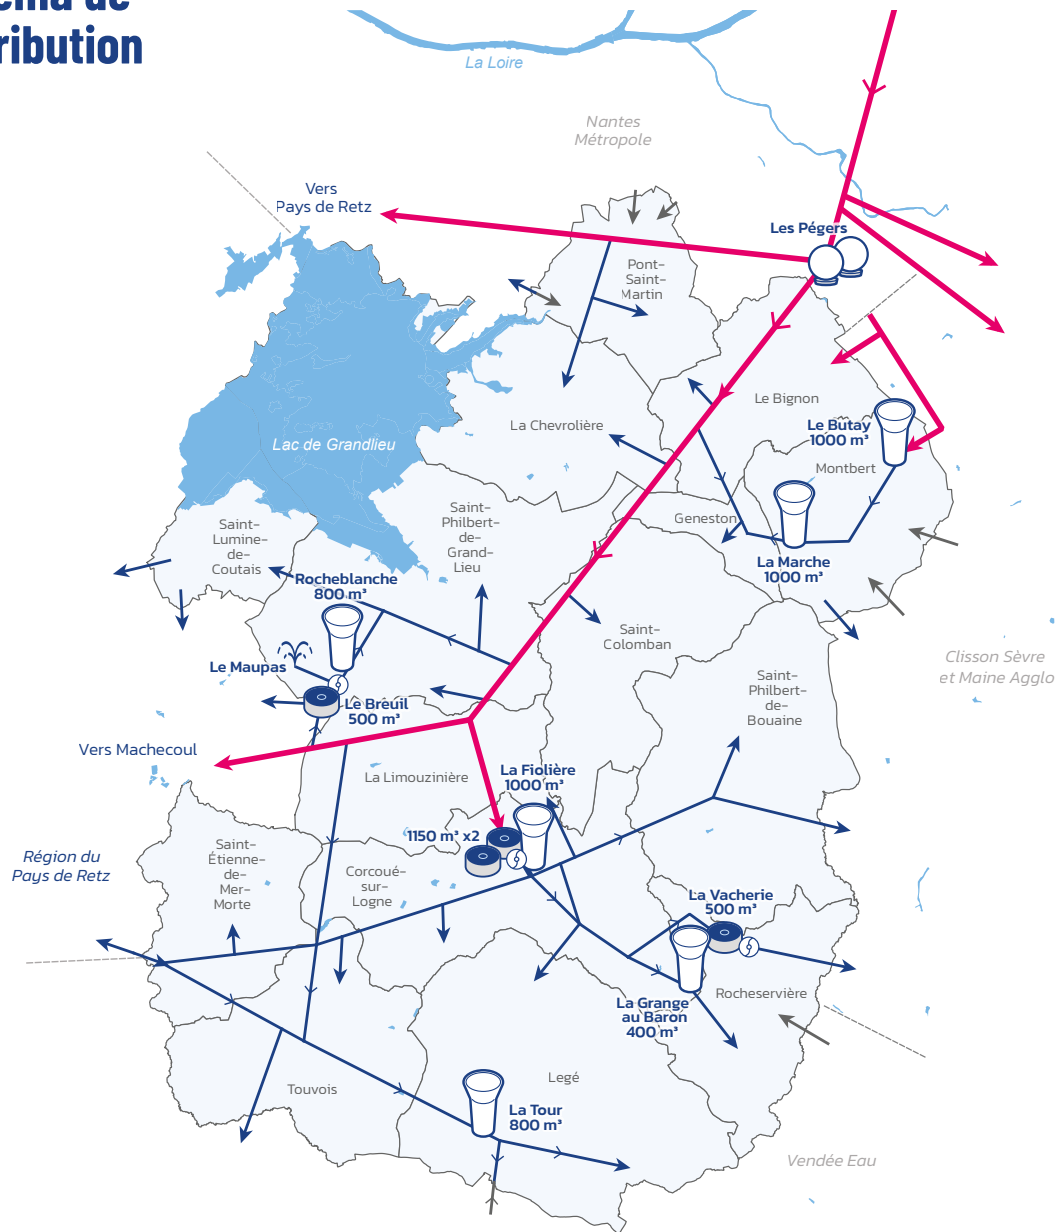 ribution
La Loire
Nantes
Métropole
Vers
Pays de Retz
Les Pégers
Pont-
Saint-
Martin
Le Bignon
La Chevrolière
Le Butay
1000 m³
Lac de Grandlieu
Montbert
Saint-
Philbert-
de-
Grand-
Lieu
Geneston
Saint-
Lumine-
de-
Coutais
La Marche
1000 m³
Rocheblanche
800 m³
Saint-
Colomban
Le Maupas
Clisson Sèvre
et Maine Agglo
Saint-
Philbert-
de-
Bouaine
Le Breuil
500 m³
Vers Machecoul
La Limouzinière
La Fiolière
1000 m³
1150 m³ x2
Région du
Pays de Retz
Saint-
Étienne-
de-
Mer-
Morte
Corcoué-
sur-
Logne
La Vacherie
500 m³
Rocheservière
La Grange
au Baron
400 m³
Legé
Touvois
La Tour
800 m³
Vendée Eau